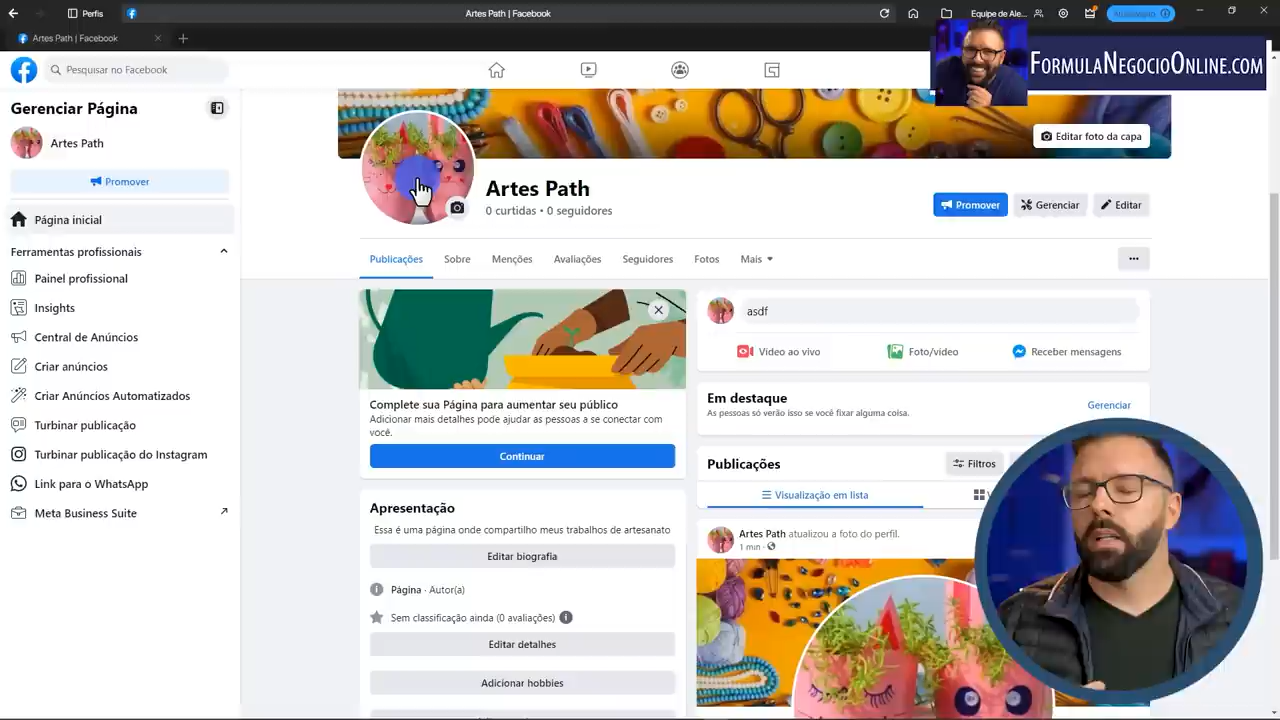 Perfis
Artes Path | Facebook
Equipe de Ale...
Artes Path | Facebook
FormulaNegocioOnline.com
Pesquisar no Facebook
Gerenciar Página
Artes Path
Promover
Página inicial
Ferramentas profissionais
Painel profissional
Insights
Central de Anúncios
Criar anúncios
Criar Anúncios Automatizados
Turbinar publicação
Turbinar publicação do Instagram
Link para o WhatsApp
Meta Business Suite
Editar foto da capa
Artes Path
0 curtidas • 0 seguidores
Promover
Gerenciar
Editar
Publicações
Sobre
Menções
Avaliações
Seguidores
Fotos
Mais
Complete sua Página para aumentar seu público
Adicionar mais detalhes pode ajudar as pessoas a se conectar com
você.
Continuar
Apresentação
Essa é uma página onde compartilho meus trabalhos de artesanato
Editar biografia
Página · Autor(a)
Sem classificação ainda (0 avaliações)
Editar detalhes
Adicionar hobbies
asdf
Vídeo ao vivo
Foto/vídeo
Receber mensagens
Em destaque
As pessoas só verão isso se você fixar alguma coisa.
Gerenciar
Publicações
Filtros
Visualização em lista
Artes Path atualizou a foto do perfil.
1 min ·